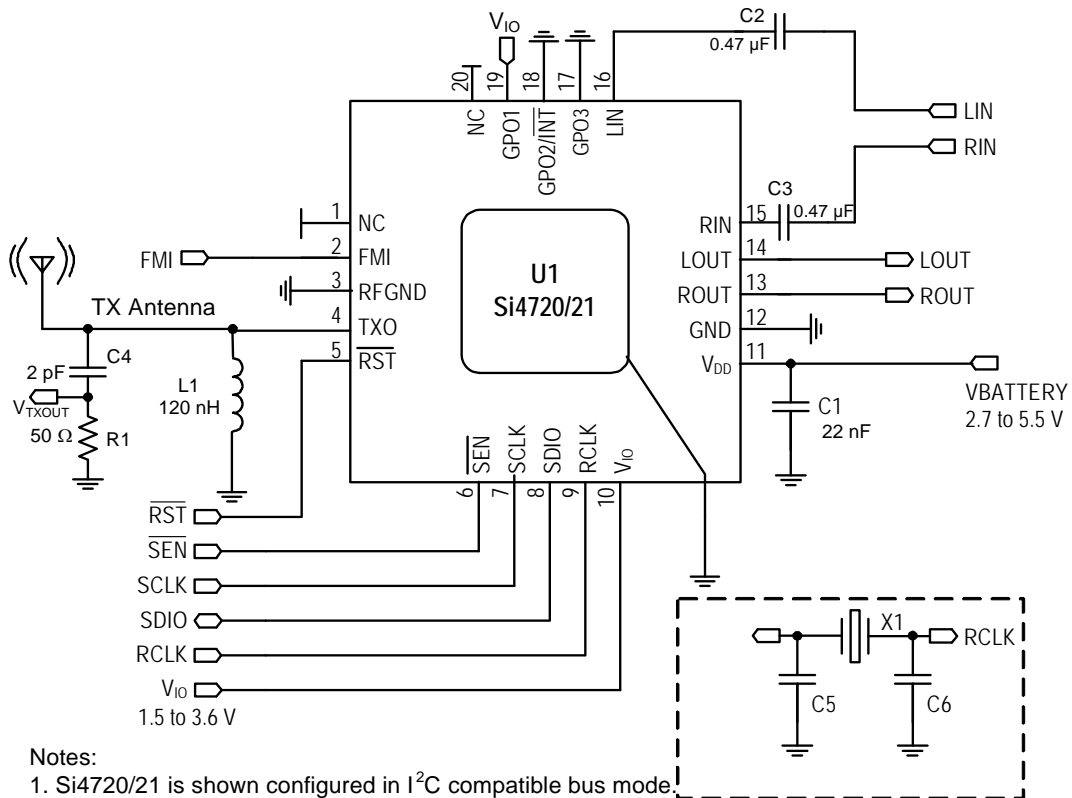 V_IO
C2
0.47 µF
20
19
18
17
16
NC
GPO1
GPO2/INT
GPO3
LIN
LIN
RIN
C3
0.47 µF
1
NC
RIN
15
FMI
2
FMI
LOUT
14
LOUT
3
RFGND
U1
Si4720/21
ROUT
13
ROUT
TX Antenna
4
TXO
GND
12
5
RST
V_DD
11
C4
2 pF
V_TXOUT
50 Ω
R1
L1
120 nH
C1
22 nF
VBATTERY
2.7 to 5.5 V
SEN
SCLK
SDIO
RCLK
V_IO
6
7
8
9
10
RST
SEN
SCLK
SDIO
RCLK
V_IO
1.5 to 3.6 V
X1
RCLK
C5
C6
Notes:
1. Si4720/21 is shown configured in I²C compatible bus mode.